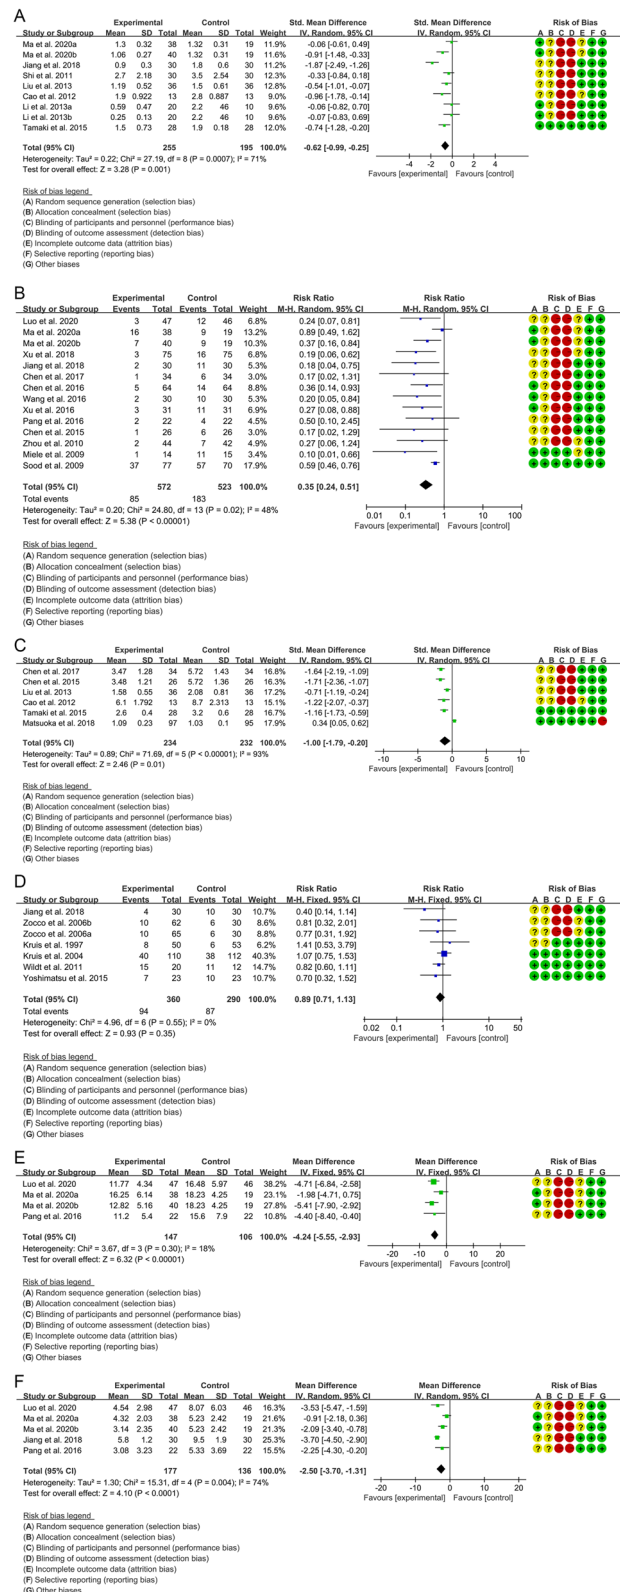 A
Experimental Control Std. Mean Difference Std. Mean Difference Risk of Bias
Study or Subgroup Mean SD Total Mean SD Total Weight IV. Random. 95% CI IV. Random. 95% CI A B C D E F G
Ma et al. 2020a 1.3 0.32 38 1.32 0.31 19 11.9% -0.06 [-0.61, 0.49]
Ma et al. 2020b 1.06 0.27 40 1.32 0.31 19 11.4% -0.91 [-1.48, -0.33]
Jiang et al. 2018 0.9 0.3 30 1.8 0.6 30 10.9% -1.87 [-2.49, -1.26]
Shi et al. 2011 2.7 2.18 30 3.5 2.54 30 12.4% -0.33 [-0.84, 0.18]
Liu et al. 2013 1.19 0.52 36 1.5 0.61 36 12.9% -0.54 [-1.01, -0.07]
Cao et al. 2012 1.9 0.922 13 2.8 0.887 13 8.4% -0.96 [-1.78, -0.14]
Li et al. 2013a 0.59 0.47 20 2.2 46 10 9.0% -0.06 [-0.82, 0.70]
Li et al. 2013b 0.25 0.13 20 2.2 46 10 9.0% -0.07 [-0.83, 0.69]
Tamaki et al. 2015 1.5 0.73 28 1.9 0.18 28 12.0% -0.74 [-1.28, -0.20]
Total (95% CI) 255 195 100.0% -0.62 [-0.99, -0.25]
Heterogeneity: Tau² = 0.22; Chi² = 27.19, df = 8 (P = 0.0007); I² = 71%
Test for overall effect: Z = 3.28 (P = 0.001)
-4 -2 0 2 4
Favours [experimental] Favours [control]
Risk of bias legend
(A) Random sequence generation (selection bias)
(B) Allocation concealment (selection bias)
(C) Blinding of participants and personnel (performance bias)
(D) Blinding of outcome assessment (detection bias)
(E) Incomplete outcome data (attrition bias)
(F) Selective reporting (reporting bias)
(G) Other biases
B
Experimental Control Risk Ratio Risk Ratio Risk of Bias
Study or Subgroup Events Total Events Total Weight M-H. Random. 95% CI M-H. Random. 95% CI A B C D E F G
Luo et al. 2020 3 47 12 46 6.8% 0.24 [0.07, 0.81]
Ma et al. 2020a 16 38 9 19 14.9% 0.89 [0.49, 1.62]
Ma et al. 2020b 7 40 9 19 11.1% 0.37 [0.16, 0.84]
Xu et al. 2018 3 75 16 75 7.0% 0.19 [0.06, 0.62]
Jiang et al. 2018 2 30 11 30 5.4% 0.18 [0.04, 0.75]
Chen et al. 2017 1 34 6 34 2.9% 0.17 [0.02, 1.31]
Chen et al. 2016 5 64 14 64 9.1% 0.36 [0.14, 0.93]
Wang et al. 2016 2 30 10 30 5.3% 0.20 [0.05, 0.84]
Xu et al. 2016 3 31 11 31 7.0% 0.27 [0.08, 0.88]
Pang et al. 2016 2 22 4 22 4.4% 0.50 [0.10, 2.45]
Chen et al. 2015 1 26 6 26 2.9% 0.17 [0.02, 1.29]
Zhou et al. 2010 2 44 7 42 4.8% 0.27 [0.06, 1.24]
Miele et al. 2009 1 14 11 15 3.3% 0.10 [0.01, 0.66]
Sood et al. 2009 37 77 57 70 17.9% 0.59 [0.46, 0.76]
Total (95% CI) 572 523 100.0% 0.35 [0.24, 0.51]
Total events 85 183
Heterogeneity: Tau² = 0.20; Chi² = 24.80, df = 13 (P = 0.02); I² = 48%
Test for overall effect: Z = 5.38 (P < 0.00001)
0.01 0.1 1 10 100
Favours [experimental] Favours [control]
Risk of bias legend
(A) Random sequence generation (selection bias)
(B) Allocation concealment (selection bias)
(C) Blinding of participants and personnel (performance bias)
(D) Blinding of outcome assessment (detection bias)
(E) Incomplete outcome data (attrition bias)
(F) Selective reporting (reporting bias)
(G) Other biases
C
Experimental Control Std. Mean Difference Std. Mean Difference Risk of Bias
Study or Subgroup Mean SD Total Mean SD Total Weight IV. Random. 95% CI IV. Random. 95% CI A B C D E F G
Chen et al. 2017 3.47 1.28 34 5.72 1.43 34 16.8% -1.64 [-2.19, -1.09]
Chen et al. 2015 3.48 1.21 26 5.72 1.36 26 16.4% -1.71 [-2.36, -1.07]
Liu et al. 2013 1.58 0.55 36 2.08 0.81 36 17.1% -0.71 [-1.19, -0.24]
Cao et al. 2012 6.1 1.792 13 8.7 2.313 13 15.4% -1.22 [-2.07, -0.37]
Tamaki et al. 2015 2.6 0.4 28 3.2 0.6 28 16.7% -1.16 [-1.73, -0.59]
Matsuoka et al. 2018 1.09 0.23 97 1.03 0.1 95 17.6% 0.34 [0.05, 0.62]
Total (95% CI) 234 232 100.0% -1.00 [-1.79, -0.20]
Heterogeneity: Tau² = 0.89; Chi² = 71.69, df = 5 (P < 0.00001); I² = 93%
Test for overall effect: Z = 2.46 (P = 0.01)
-10 -5 0 5 10
Favours [experimental] Favours [control]
Risk of bias legend
(A) Random sequence generation (selection bias)
(B) Allocation concealment (selection bias)
(C) Blinding of participants and personnel (performance bias)
(D) Blinding of outcome assessment (detection bias)
(E) Incomplete outcome data (attrition bias)
(F) Selective reporting (reporting bias)
(G) Other biases
D
Experimental Control Risk Ratio Risk Ratio Risk of Bias
Study or Subgroup Events Total Events Total Weight M-H. Fixed. 95% CI M-H. Fixed. 95% CI A B C D E F G
Jiang et al. 2018 4 30 10 30 10.7% 0.40 [0.14, 1.14]
Zocco et al. 2006b 10 62 6 30 8.6% 0.81 [0.32, 2.01]
Zocco et al. 2006a 10 65 6 30 8.8% 0.77 [0.31, 1.92]
Kruis et al. 1997 8 50 6 53 6.2% 1.41 [0.53, 3.79]
Kruis et al. 2004 40 110 38 112 40.3% 1.07 [0.75, 1.53]
Wildt et al. 2011 15 20 11 12 14.7% 0.82 [0.60, 1.11]
Yoshimatsu et al. 2015 7 23 10 23 10.7% 0.70 [0.32, 1.52]
Total (95% CI) 360 290 100.0% 0.89 [0.71, 1.13]
Total events 94 87
Heterogeneity: Chi² = 4.96, df = 6 (P = 0.55); I² = 0%
Test for overall effect: Z = 0.93 (P = 0.35)
0.02 0.1 1 10 50
Favours [experimental] Favours [control]
Risk of bias legend
(A) Random sequence generation (selection bias)
(B) Allocation concealment (selection bias)
(C) Blinding of participants and personnel (performance bias)
(D) Blinding of outcome assessment (detection bias)
(E) Incomplete outcome data (attrition bias)
(F) Selective reporting (reporting bias)
(G) Other biases
E
Experimental Control Mean Difference Mean Difference Risk of Bias
Study or Subgroup Mean SD Total Mean SD Total Weight IV. Fixed. 95% CI IV. Fixed. 95% CI A B C D E F G
Luo et al. 2020 11.77 4.34 47 16.48 5.97 46 38.2% -4.71 [-6.84, -2.58]
Ma et al. 2020a 16.25 6.14 38 18.23 4.25 19 23.1% -1.98 [-4.71, 0.75]
Ma et al. 2020b 12.82 5.16 40 18.23 4.25 19 27.8% -5.41 [-7.90, -2.92]
Pang et al. 2016 11.2 5.4 22 15.6 7.9 22 10.8% -4.40 [-8.40, -0.40]
Total (95% CI) 147 106 100.0% -4.24 [-5.55, -2.93]
Heterogeneity: Chi² = 3.67, df = 3 (P = 0.30); I² = 18%
Test for overall effect: Z = 6.32 (P < 0.00001)
-20 -10 0 10 20
Favours [experimental] Favours [control]
Risk of bias legend
(A) Random sequence generation (selection bias)
(B) Allocation concealment (selection bias)
(C) Blinding of participants and personnel (performance bias)
(D) Blinding of outcome assessment (detection bias)
(E) Incomplete outcome data (attrition bias)
(F) Selective reporting (reporting bias)
(G) Other biases
F
Experimental Control Mean Difference Mean Difference Risk of Bias
Study or Subgroup Mean SD Total Mean SD Total Weight IV. Random. 95% CI IV. Random. 95% CI A B C D E F G
Luo et al. 2020 4.54 2.98 47 8.07 6.03 46 16.3% -3.53 [-5.47, -1.59]
Ma et al. 2020a 4.32 2.03 38 5.23 2.42 19 21.6% -0.91 [-2.18, 0.36]
Ma et al. 2020b 3.14 2.35 40 5.23 2.42 19 21.2% -2.09 [-3.40, -0.78]
Jiang et al. 2018 5.8 1.2 30 9.5 1.9 30 25.3% -3.70 [-4.50, -2.90]
Pang et al. 2016 3.08 3.23 22 5.33 3.69 22 15.5% -2.25 [-4.30, -0.20]
Total (95% CI) 177 136 100.0% -2.50 [-3.70, -1.31]
Heterogeneity: Tau² = 1.30; Chi² = 15.31, df = 4 (P = 0.004); I² = 74%
Test for overall effect: Z = 4.10 (P < 0.0001)
-20 -10 0 10 20
Favours [experimental] Favours [control]
Risk of bias legend
(A) Random sequence generation (selection bias)
(B) Allocation concealment (selection bias)
(C) Blinding of participants and personnel (performance bias)
(D) Blinding of outcome assessment (detection bias)
(E) Incomplete outcome data (attrition bias)
(F) Selective reporting (reporting bias)
(G) Other biases